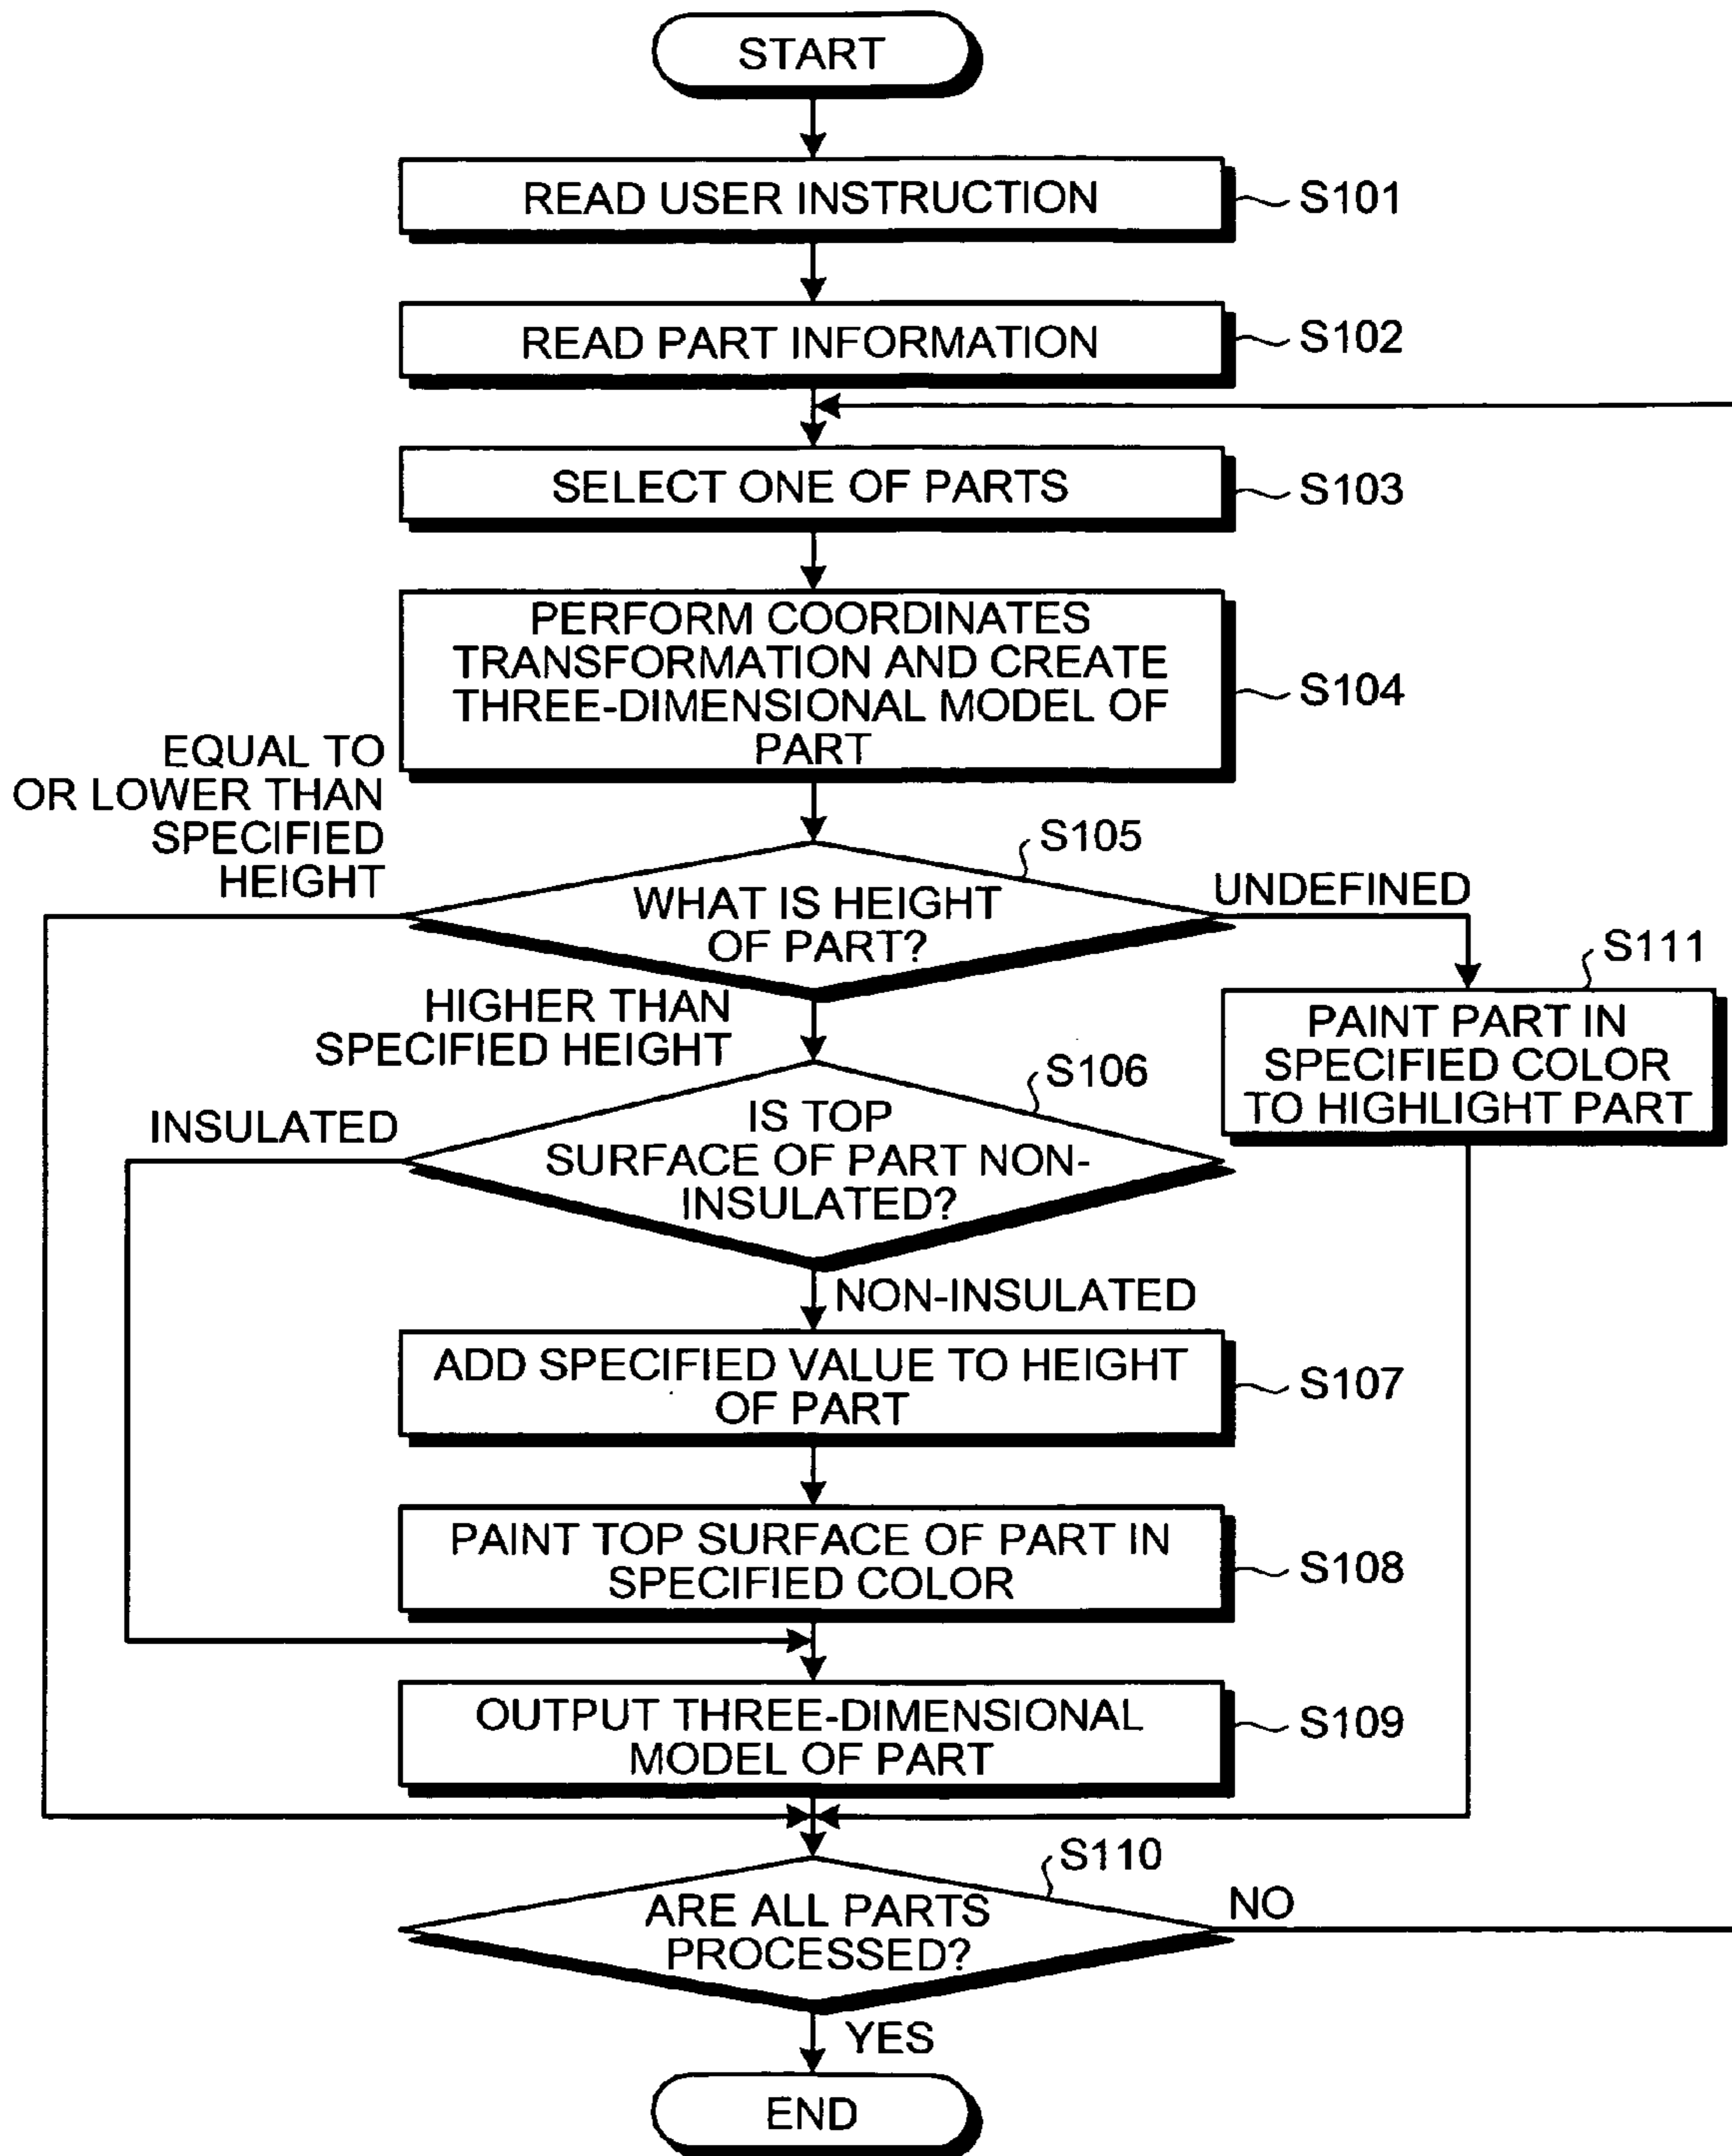 START
READ USER INSTRUCTION
S101
READ PART INFORMATION
S102
SELECT ONE OF PARTS
S103
PERFORM COORDINATES
TRANSFORMATION AND CREATE
THREE-DIMENSIONAL MODEL OF
PART
S104
EQUAL TO
OR LOWER THAN
SPECIFIED
HEIGHT
S105
WHAT IS HEIGHT
OF PART?
UNDEFINED
S111
PAINT PART IN
SPECIFIED COLOR
TO HIGHLIGHT PART
HIGHER THAN
SPECIFIED HEIGHT
S106
INSULATED
IS TOP
SURFACE OF PART NON-
INSULATED?
NON-INSULATED
ADD SPECIFIED VALUE TO HEIGHT
OF PART
S107
PAINT TOP SURFACE OF PART IN
SPECIFIED COLOR
S108
OUTPUT THREE-DIMENSIONAL
MODEL OF PART
S109
S110
ARE ALL PARTS
PROCESSED?
NO
YES
END